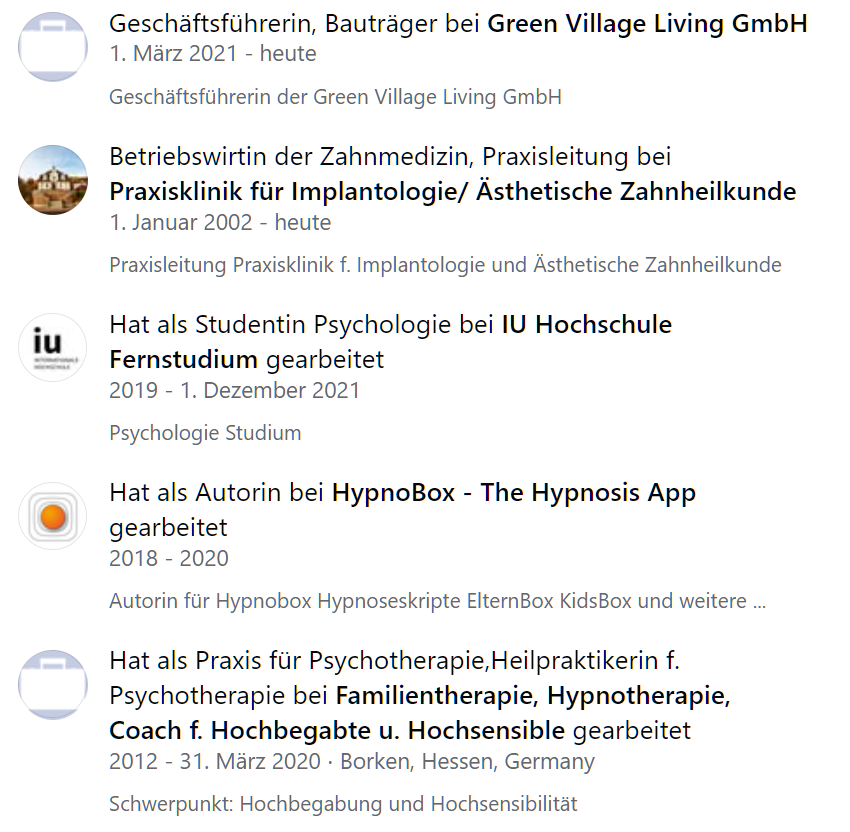 Geschäftsführerin, Bauträger bei Green Village Living GmbH
1. März 2021 - heute
Geschäftsführerin der Green Village Living GmbH
Betriebswirtin der Zahnmedizin, Praxisleitung bei
Praxisklinik für Implantologie/ Ästhetische Zahnheilkunde
1. Januar 2002 - heute
Praxisleitung Praxisklinik f. Implantologie und Ästhetische Zahnheilkunde
iu
INTERNATIONALE
HOCHSCHULE
Hat als Studentin Psychologie bei IU Hochschule
Fernstudium gearbeitet
2019 - 1. Dezember 2021
Psychologie Studium
Hat als Autorin bei HypnoBox - The Hypnosis App
gearbeitet
2018 - 2020
Autorin für Hypnobox Hypnoseskripte ElternBox KidsBox und weitere ...
Hat als Praxis für Psychotherapie,Heilpraktikerin f.
Psychotherapie bei Familientherapie, Hypnotherapie,
Coach f. Hochbegabte u. Hochsensible gearbeitet
2012 - 31. März 2020 · Borken, Hessen, Germany
Schwerpunkt: Hochbegabung und Hochsensibilität